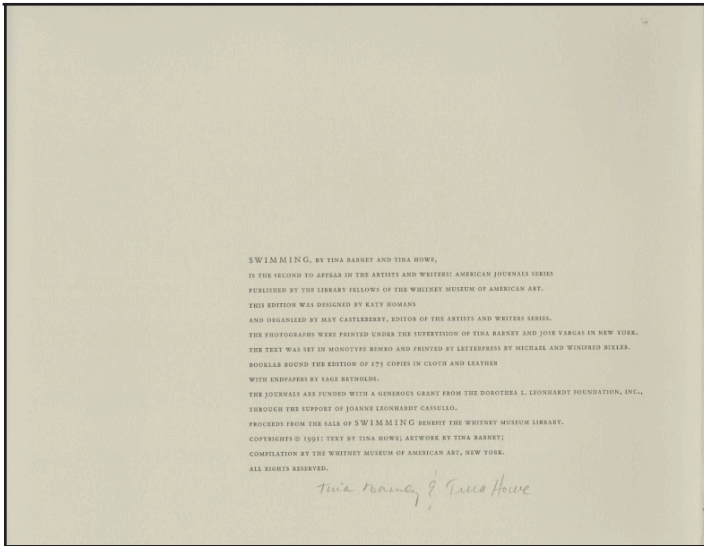 SWIMMING, BY TINA BARNEY AND TINA HOWE,
IS THE SECOND TO APPEAR IN THE ARTISTS AND WRITERS: AMERICAN JOURNALS SERIES
PUBLISHED BY THE LIBRARY FELLOWS OF THE WHITNEY MUSEUM OF AMERICAN ART.
THIS EDITION WAS DESIGNED BY KATY HOMANS
AND ORGANIZED BY MAY CASTLEBERRY, EDITOR OF THE ARTISTS AND WRITERS SERIES.
THE PHOTOGRAPHS WERE PRINTED UNDER THE SUPERVISION OF TINA BARNEY AND JOSE VARGAS IN NEW YORK.
THE TEXT WAS SET IN MONOTYPE BEMBO AND PRINTED BY LETTERPRESS BY MICHAEL AND WINIFRED BIXLER.
BOOKLAB BOUND THE EDITION OF 175 COPIES IN CLOTH AND LEATHER
WITH ENDPAPERS BY SAGE REYNOLDS.
THE JOURNALS ARE FUNDED WITH A GENEROUS GRANT FROM THE DOROTHEA L. LEONHARDT FOUNDATION, INC.,
THROUGH THE SUPPORT OF JOANNE LEONHARDT CASSULLO.
PROCEEDS FROM THE SALE OF SWIMMING BENEFIT THE WHITNEY MUSEUM LIBRARY.
COPYRIGHTS © 1991: TEXT BY TINA HOWE; ARTWORK BY TINA BARNEY;
COMPILATION BY THE WHITNEY MUSEUM OF AMERICAN ART, NEW YORK.
ALL RIGHTS RESERVED.
Tina Barney & Tina Howe